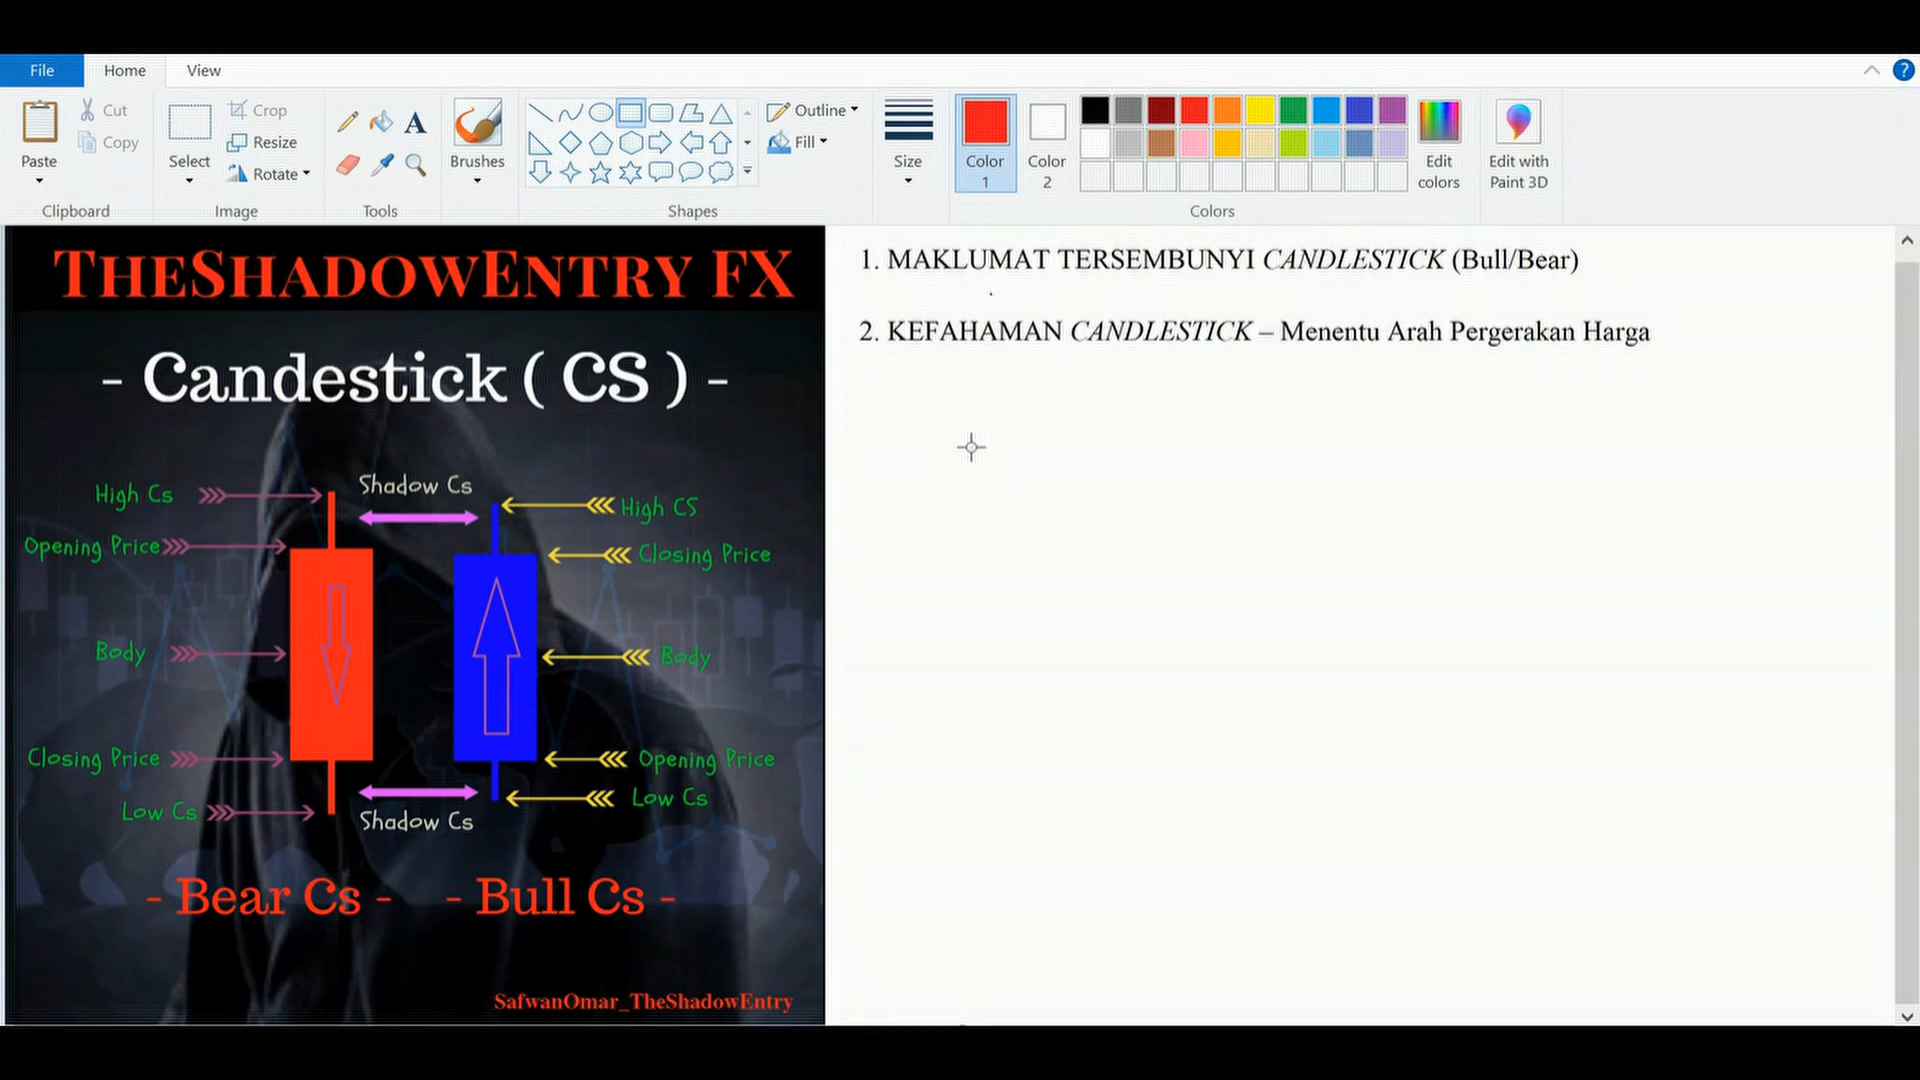 File Home View
Paste Cut Copy Select Crop Resize Rotate Brushes Outline Fill Size Color 1 Color 2 Edit colors Edit with Paint 3D
Clipboard Image Tools Shapes Colors
THESHADOWENTRY FX
- Candestick ( CS ) -
High Cs
Shadow Cs
High CS
Opening Price
Closing Price
Body
Body
Closing Price
Opening Price
Low Cs
Low Cs
Shadow Cs
- Bear Cs - - Bull Cs -
SafwanOmar_TheShadowEntry
1. MAKLUMAT TERSEMBUNYI CANDLESTICK (Bull/Bear)
2. KEFAHAMAN CANDLESTICK – Menentu Arah Pergerakan Harga